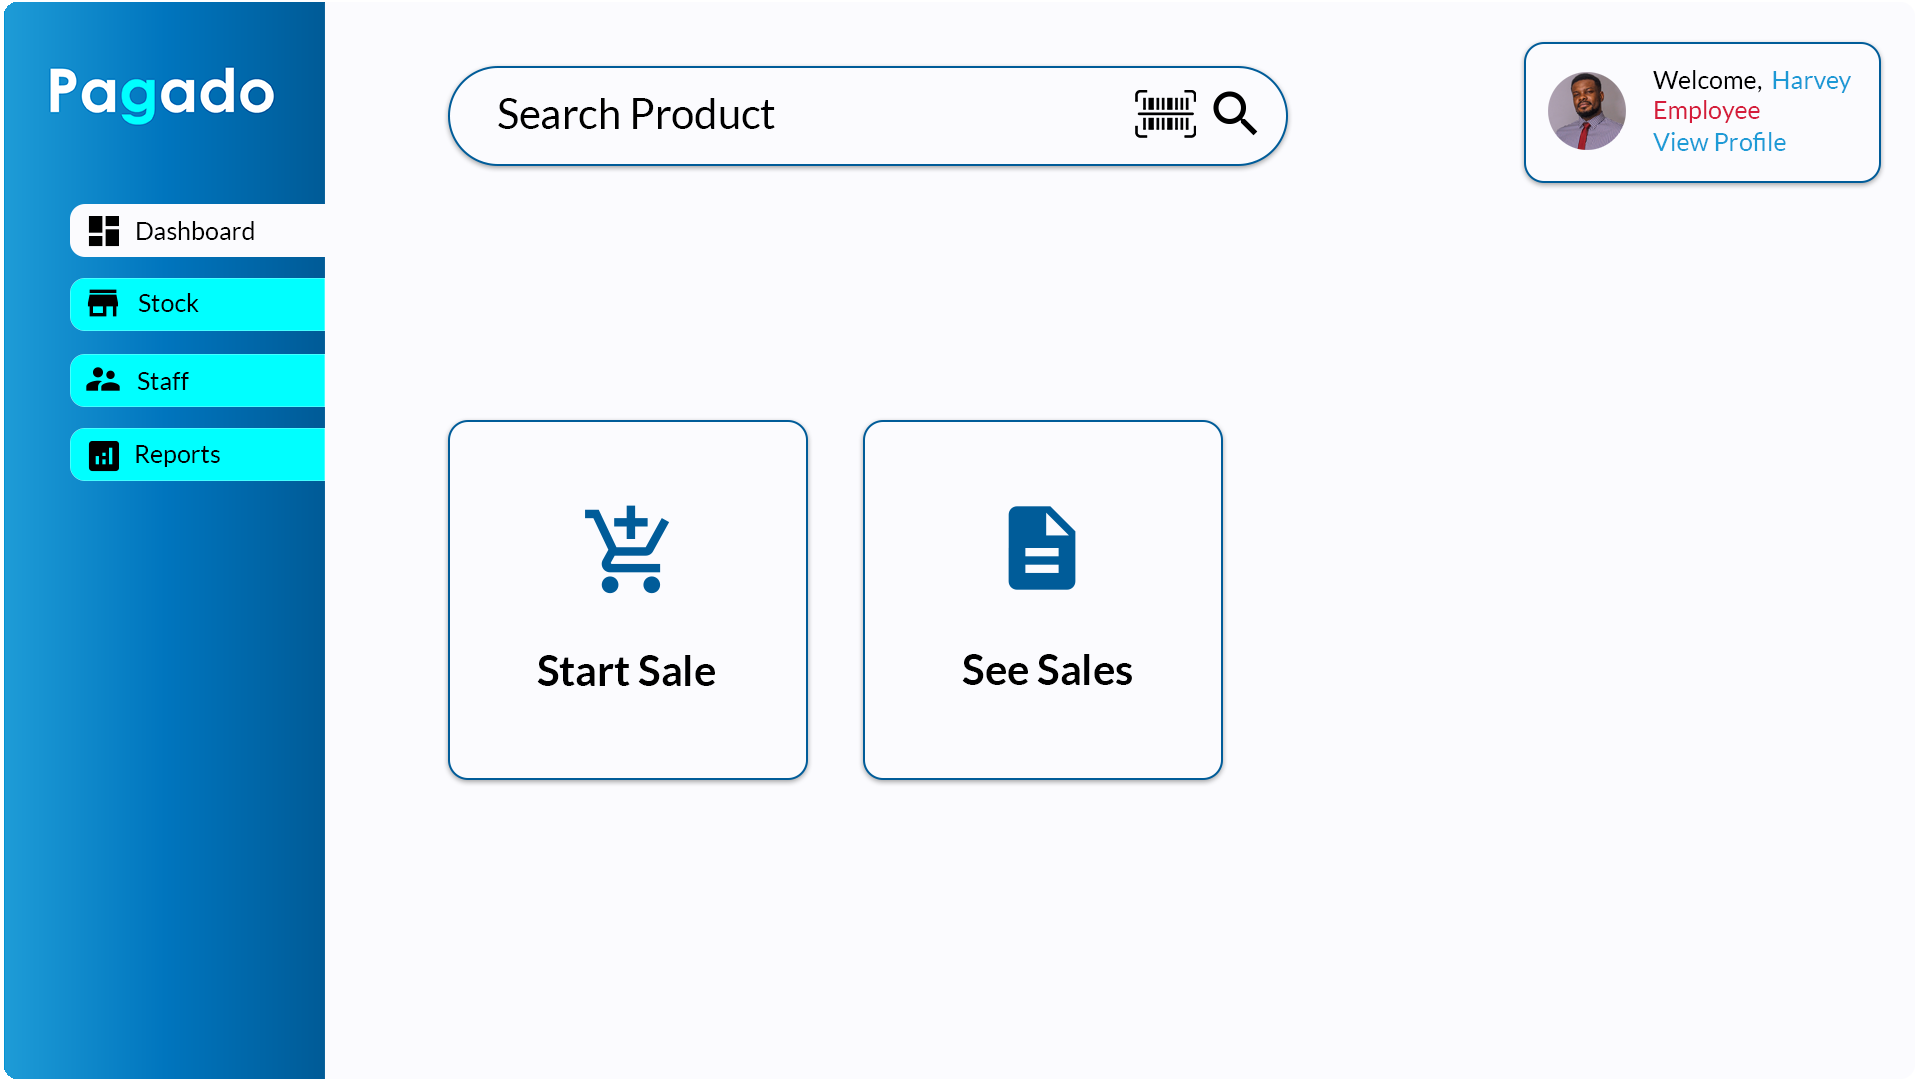 Pagado
Dashboard
Stock
Staff
Reports
Search Product
Welcome, Harvey
Employee
View Profile
Start Sale
See Sales